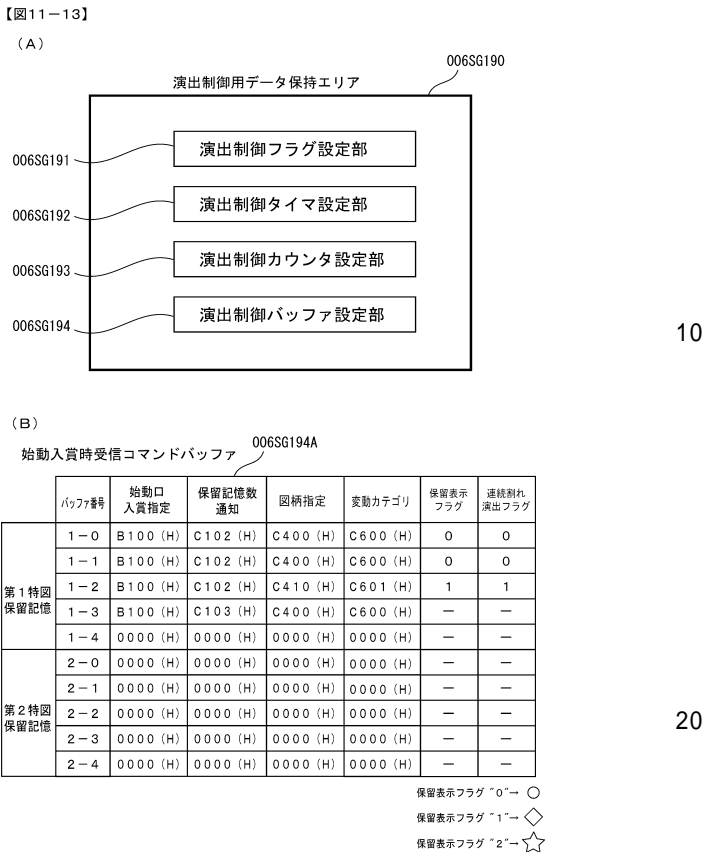 【図11－13】
（A）
006SG190
演出制御用データ保持エリア
演出制御フラグ設定部
006SG191
演出制御タイマ設定部
006SG192
演出制御カウンタ設定部
006SG193
演出制御バッファ設定部
006SG194
10
（B）
006SG194A
始動入賞時受信コマンドバッファ
バッファ番号 始動口入賞指定 保留記憶数通知 図柄指定 変動カテゴリ 保留表示フラグ 連続割れ演出フラグ
第１特図保留記憶
１－０ B100（H） C102（H） C400（H） C600（H） 0 0
１－１ B100（H） C102（H） C400（H） C600（H） 0 0
１－２ B100（H） C102（H） C410（H） C601（H） 1 1
１－３ B100（H） C103（H） C400（H） C600（H） － －
１－４ 0000（H） 0000（H） 0000（H） 0000（H） － －
第２特図保留記憶
２－０ 0000（H） 0000（H） 0000（H） 0000（H） － －
２－１ 0000（H） 0000（H） 0000（H） 0000（H） － －
２－２ 0000（H） 0000（H） 0000（H） 0000（H） － －
２－３ 0000（H） 0000（H） 0000（H） 0000（H） － －
２－４ 0000（H） 0000（H） 0000（H） 0000（H） － －
20
保留表示フラグ "0"→ ○
保留表示フラグ "1"→ ◇
保留表示フラグ "2"→ ☆